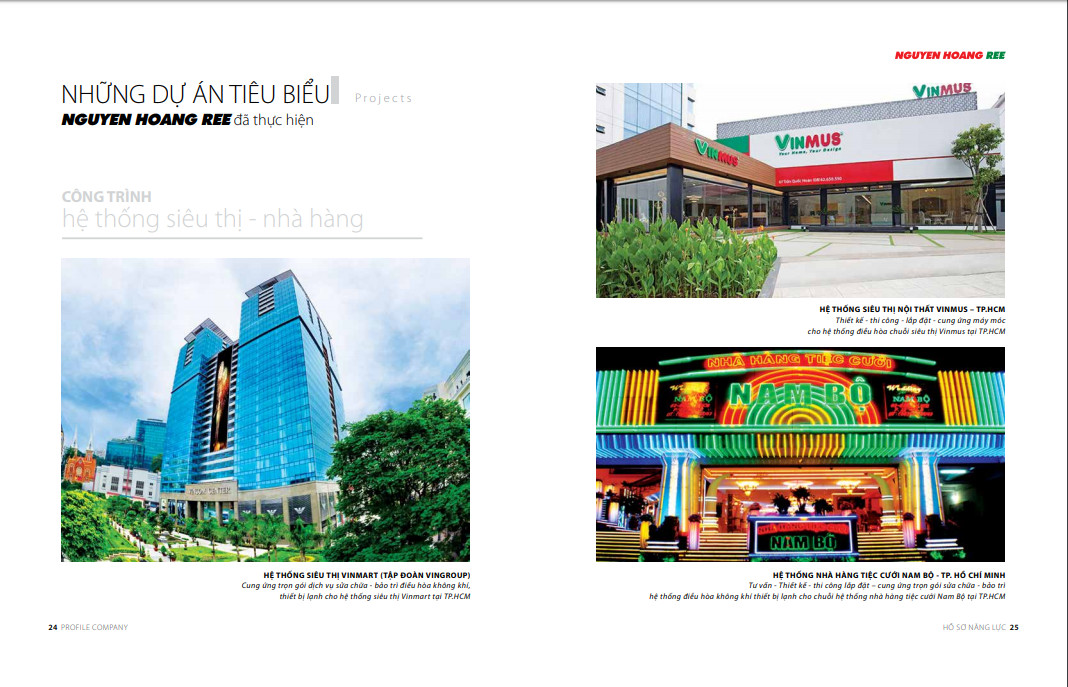 NHỮNG DỰ ÁN TIÊU BIỂU Projects
NGUYEN HOANG REE đã thực hiện
CÔNG TRÌNH
hệ thống siêu thị - nhà hàng
VINCOM CENTER
HỆ THỐNG SIÊU THỊ VINMART (TẬP ĐOÀN VINGROUP)
Cung ứng trọn gói dịch vụ sửa chữa - bảo trì điều hòa không khí,
thiết bị lạnh cho hệ thống siêu thị Vinmart tại TP.HCM
24 PROFILE COMPANY
NGUYEN HOANG REE
VINMUS
VINMUS
VINMUS
Your Home, Your Design
VINMUS
HỆ THỐNG SIÊU THỊ NỘI THẤT VINMUS – TP.HCM
Thiết kế - thi công - lắp đặt - cung ứng máy móc
cho hệ thống điều hòa chuỗi siêu thị Vinmus tại TP.HCM
NHÀ HÀNG TIỆC CƯỚI
NAM BỘ
NAM BỘ
NAM BỘ
NAM BỘ
HỆ THỐNG NHÀ HÀNG TIỆC CƯỚI NAM BỘ - TP. HỒ CHÍ MINH
Tư vấn - Thiết kế - thi công lắp đặt – cung ứng trọn gói sửa chữa - bảo trì
hệ thống điều hòa không khí thiết bị lạnh cho chuỗi hệ thống nhà hàng tiệc cưới Nam Bộ tại TP.HCM
HỒ SƠ NĂNG LỰC 25